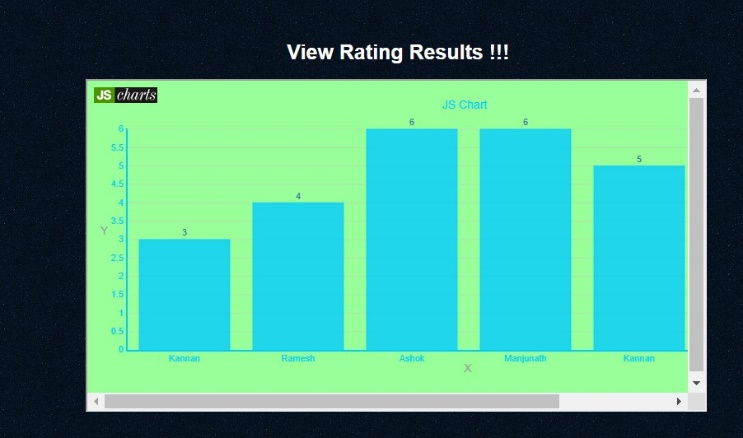 View Rating Results !!!
JS charts
JS Chart
6
5.5
5
4.5
4
3.5
3
2.5
2
1.5
1
0.5
0
Y
3
4
6
6
5
Kannan
Ramesh
Ashok
Manjunath
Kannan
X